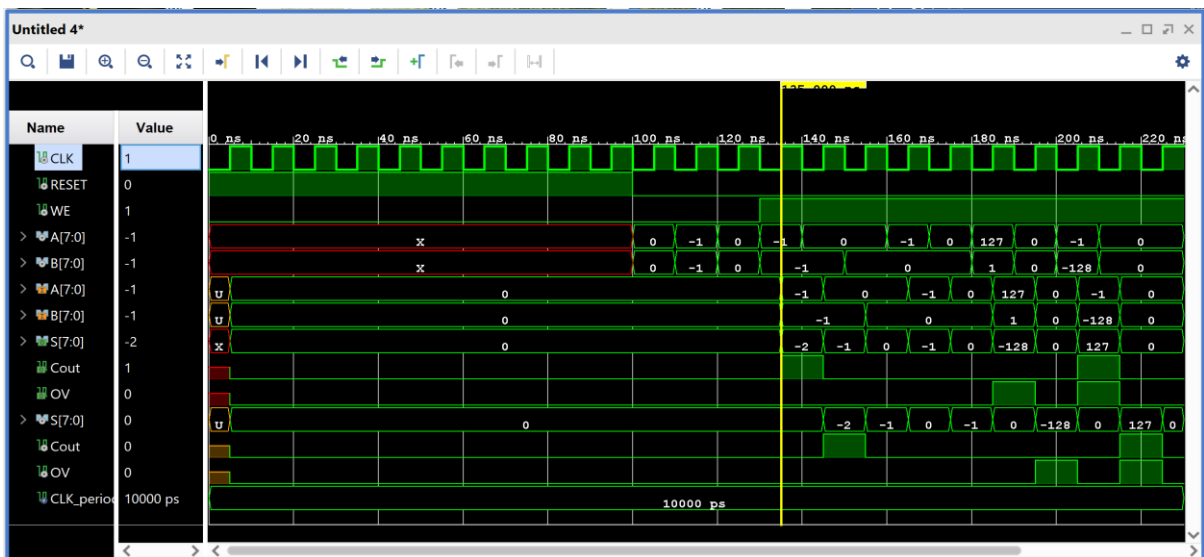 Untitled 4*
135.000 ns
Name Value
0 ns 20 ns 40 ns 60 ns 80 ns 100 ns 120 ns 140 ns 160 ns 180 ns 200 ns 220 ns
CLK 1
RESET 0
WE 1
A[7:0] -1 X 0 -1 0 -1 0 -1 0 127 0 -1 0
B[7:0] -1 X 0 -1 0 -1 0 1 0 -128 0
A[7:0] -1 U 0 -1 0 -1 0 127 0 -1 0
B[7:0] -1 U 0 -1 0 1 0 -128 0
S[7:0] -2 X 0 -2 -1 0 -1 0 -128 0 127 0
Cout 1
OV 0
S[7:0] 0 U 0 -2 -1 0 -1 0 -128 0 127 0
Cout 0
OV 0
CLK_period 10000 ps 10000 ps